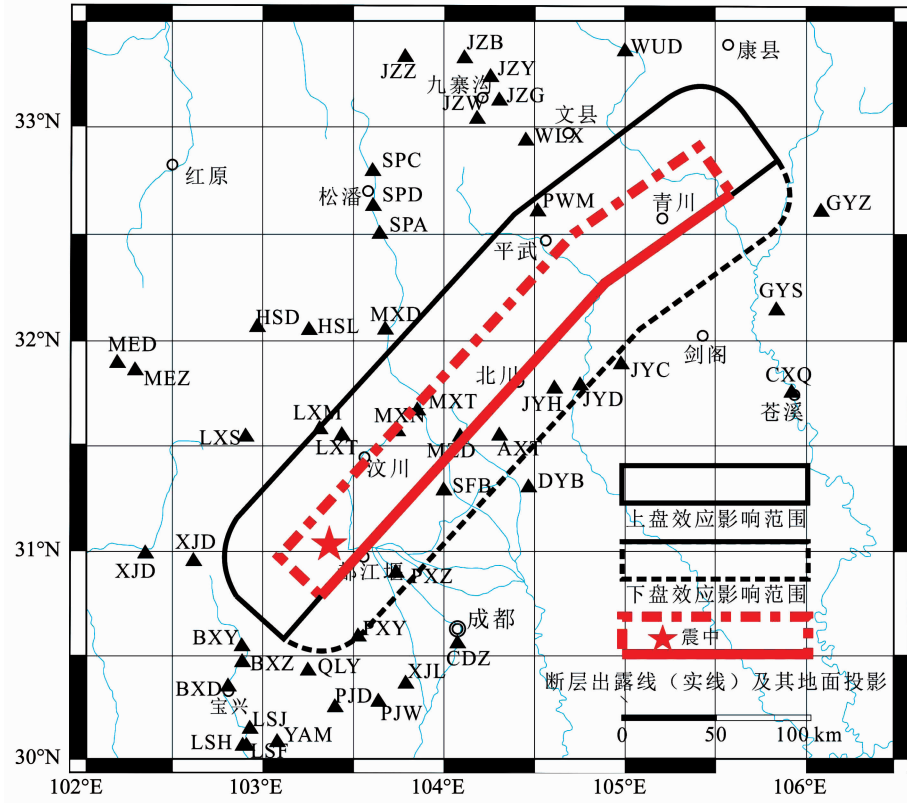 JZB
WUD
康县
JZZ
JZY
九寨沟
JZG
JZW
文县
33°N
WLX
SPC
红原
松潘
SPD
PWM
青川
GYZ
SPA
平武
GYS
HSD
HSL
MXD
32°N
MED
剑阁
MEZ
JYC
北川
CXQ
JYH
JYD
苍溪
LXM
MXT
MXN
LXS
LXT
MED
AXT
汶川
SFB
DYB
上盘效应影响范围
XJD
31°N
XJD
都江堰
PXZ
下盘效应影响范围
成都
震中
BXY
PXY
CDZ
BXZ
QLY
XJL
断层出露线（实线）及其地面投影
BXD
宝兴
PJD
PJW
LSJ
LSH
YAM
LSF
0 50 100 km
30°N
102°E 103°E 104°E 105°E 106°E